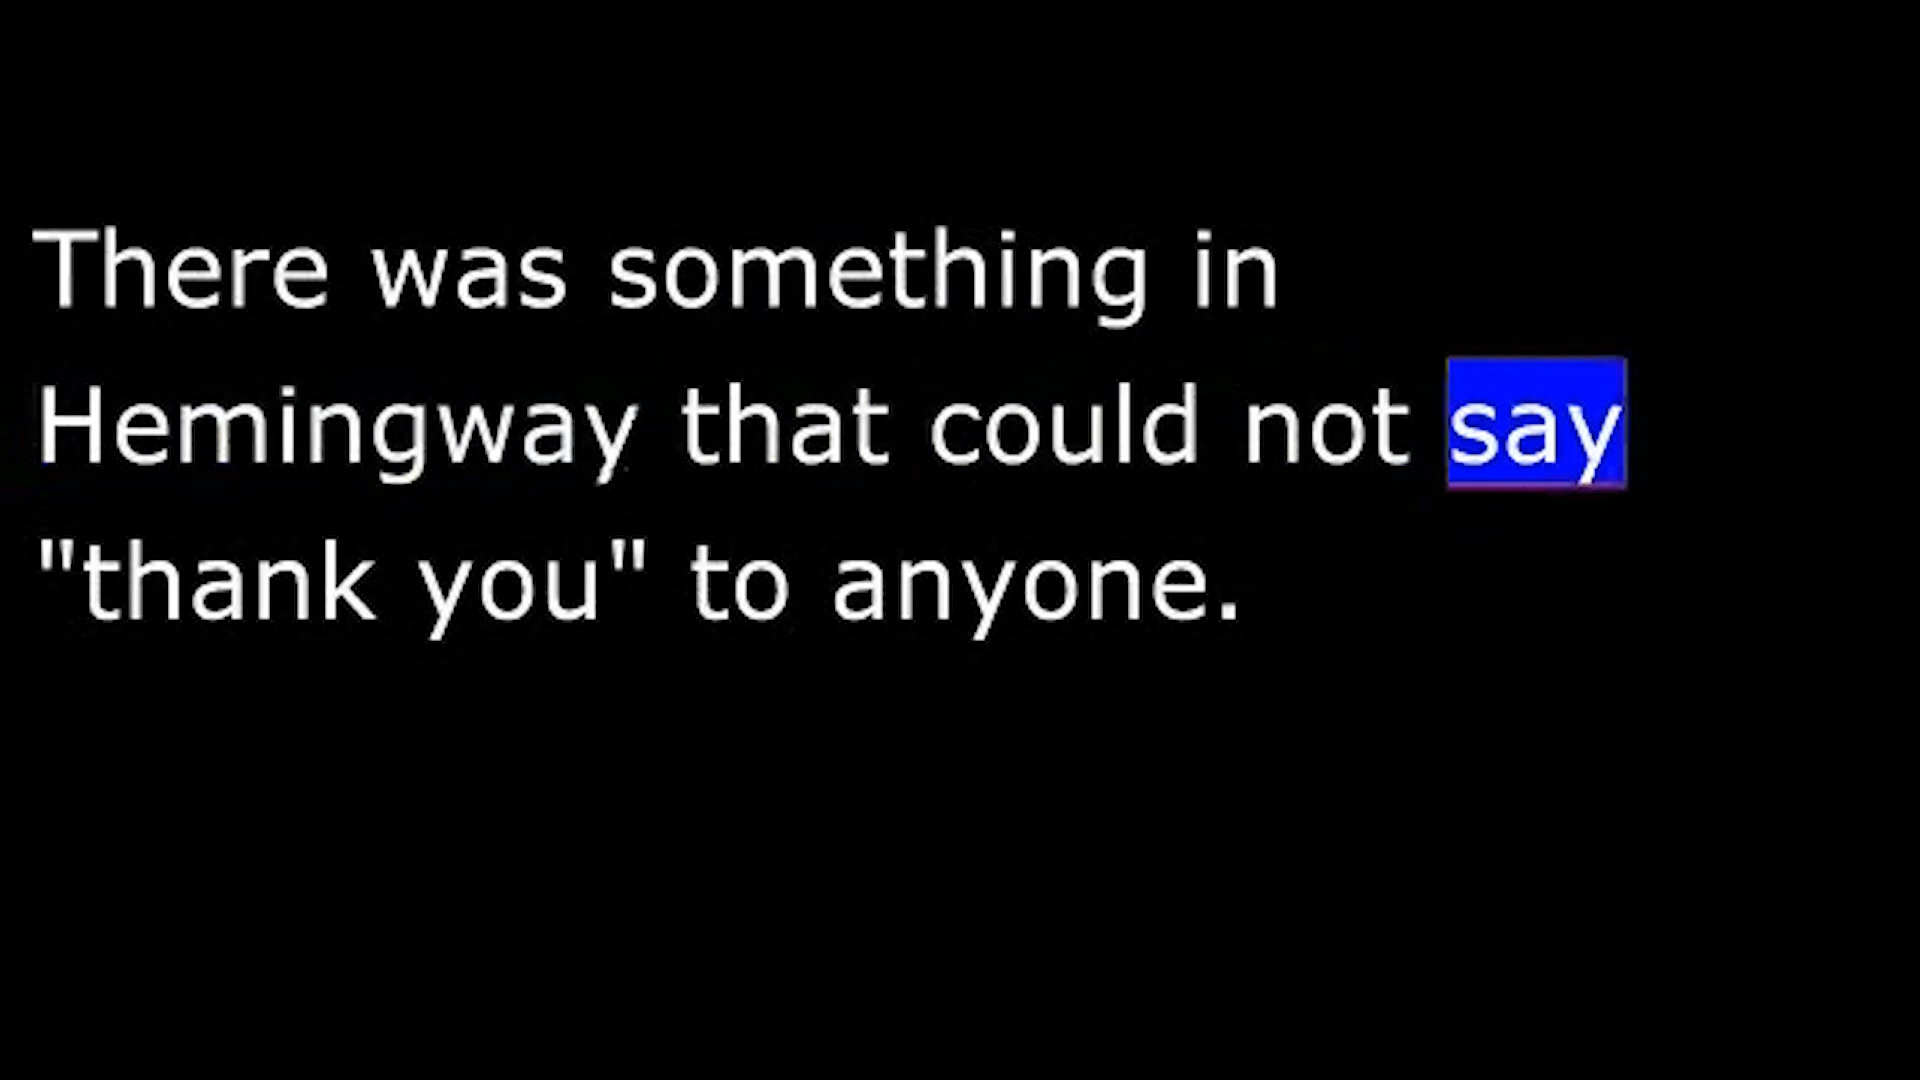 There was something in
Hemingway that could not say
"thank you" to anyone.